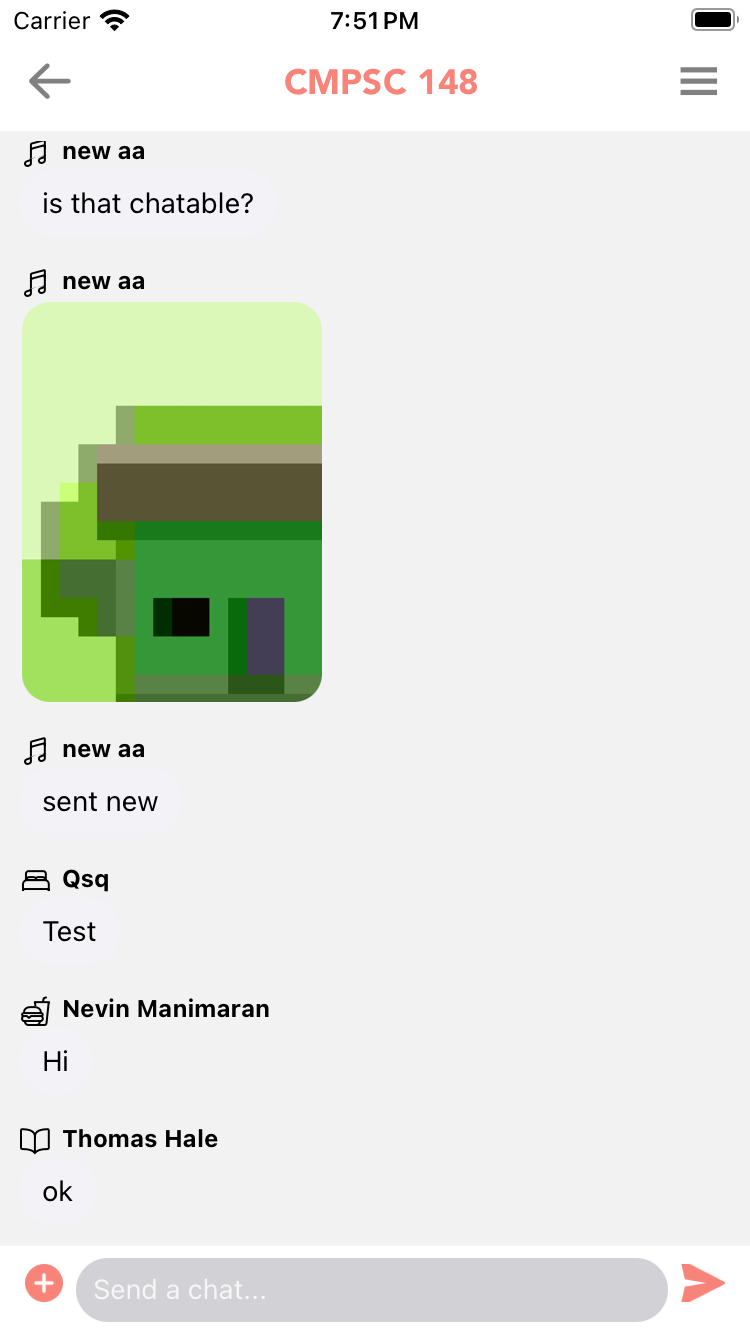 Carrier 7:51 PM
CMPSC 148
new aa
is that chatable?
new aa
new aa
sent new
Qsq
Test
Nevin Manimaran
Hi
Thomas Hale
ok
Send a chat...